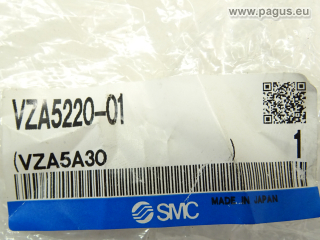 www.pagus.eu
VZA5220-01
(VZA5A30 )
1
MADE IN JAPAN
SMC